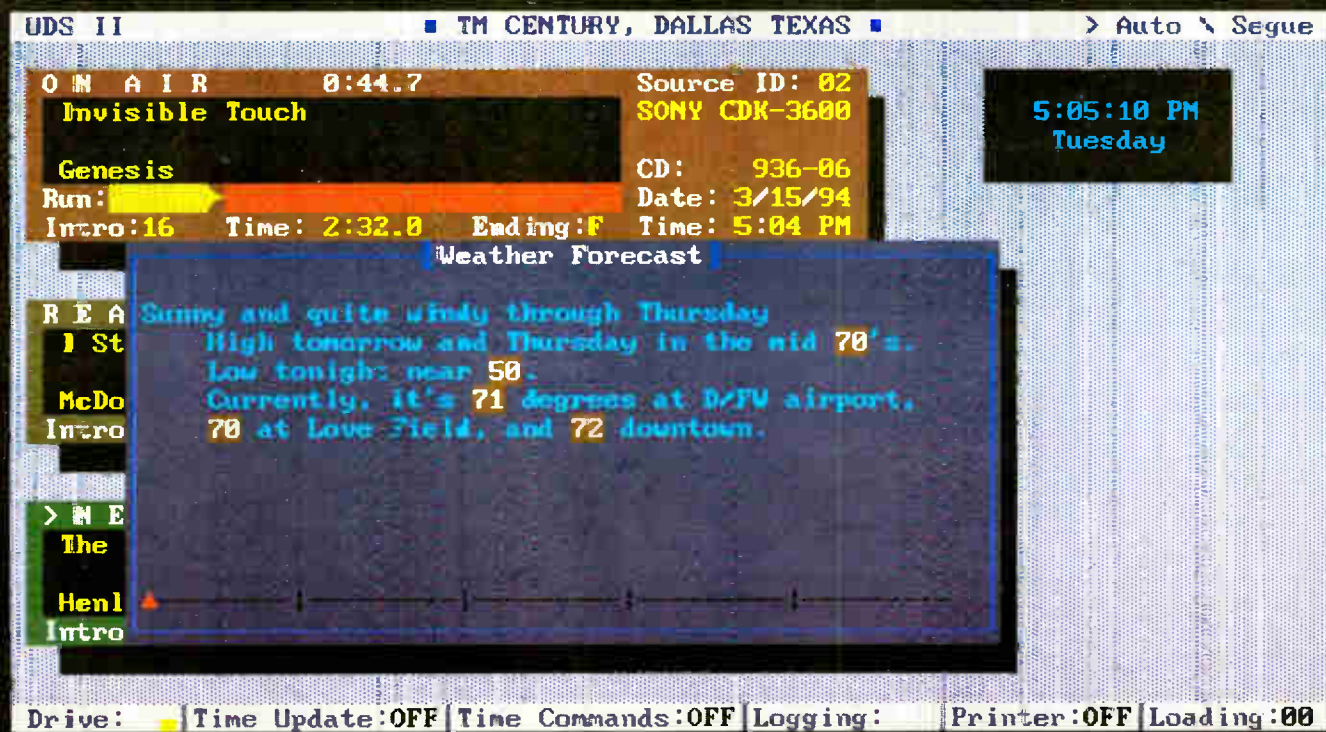 UDS II ■ TM CENTURY, DALLAS TEXAS ■ > Auto \ Segue
ON AIR 0:44.7 Source ID: 02
Invisible Touch SONY CDK-3600
5:05:10 PM
Tuesday
Genesis CD: 936-06
Run: Date: 3/15/94
Intro:16 Time: 2:32.0 Ending:F Time: 5:04 PM
Weather Forecast
Sunny and quite windy through Thursday
High tomorrow and Thursday in the mid 70's.
Low tonight near 50.
Currently, it's 71 degrees at D/FW airport,
70 at Love Field, and 72 downtown.
R E A
I St
McDo
Intro
> N E
The
Henl
Intro
Drive: Time Update:OFF Time Commands:OFF Logging: Printer:OFF Loading:00